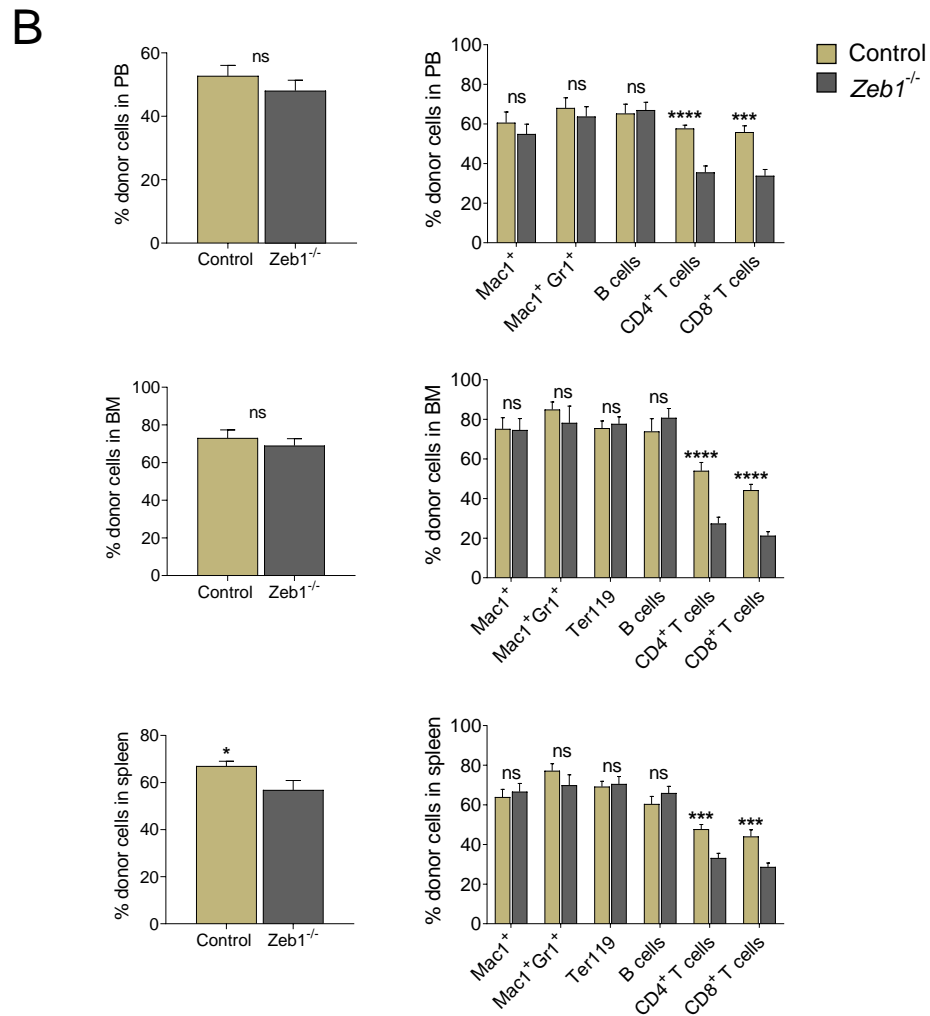 B
% donor cells in PB
60
40
20
0
ns
Control Zeb1-/-
% donor cells in PB
100
80
60
40
20
0
ns ns ns **** ***
Mac1+ Mac1+ Gr1+ B cells CD4+ T cells CD8+ T cells
Control
Zeb1-/-
% donor cells in BM
100
80
60
40
20
0
ns
Control Zeb1-/-
% donor cells in BM
100
80
60
40
20
0
ns ns ns ns **** ****
Mac1+ Mac1+Gr1+ Ter119 B cells CD4+ T cells CD8+ T cells
% donor cells in spleen
80
60
40
20
0
*
Control Zeb1-/-
% donor cells in spleen
100
80
60
40
20
0
ns ns ns ns *** ***
Mac1+ Mac1+Gr1+ Ter119 B cells CD4+ T cells CD8+ T cells